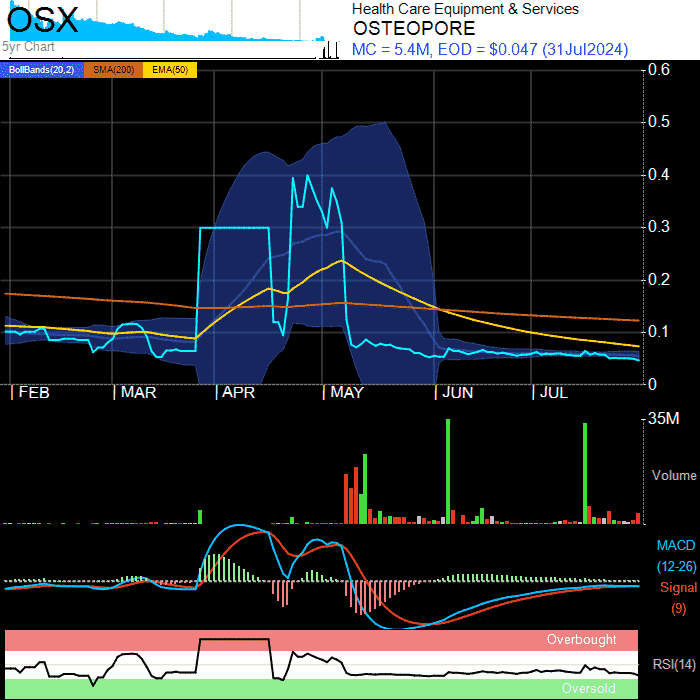 OSX
5yr Chart
Health Care Equipment & Services
OSTEOPORE
MC = 5.4M, EOD = $0.047 (31Jul2024)
BollBands(20,2) SMA(200) EMA(50)
0.6
0.5
0.4
0.3
0.2
0.1
0
FEB MAR APR MAY JUN JUL
35M
Volume
MACD
(12-26)
Signal
(9)
Overbought
RSI(14)
Oversold